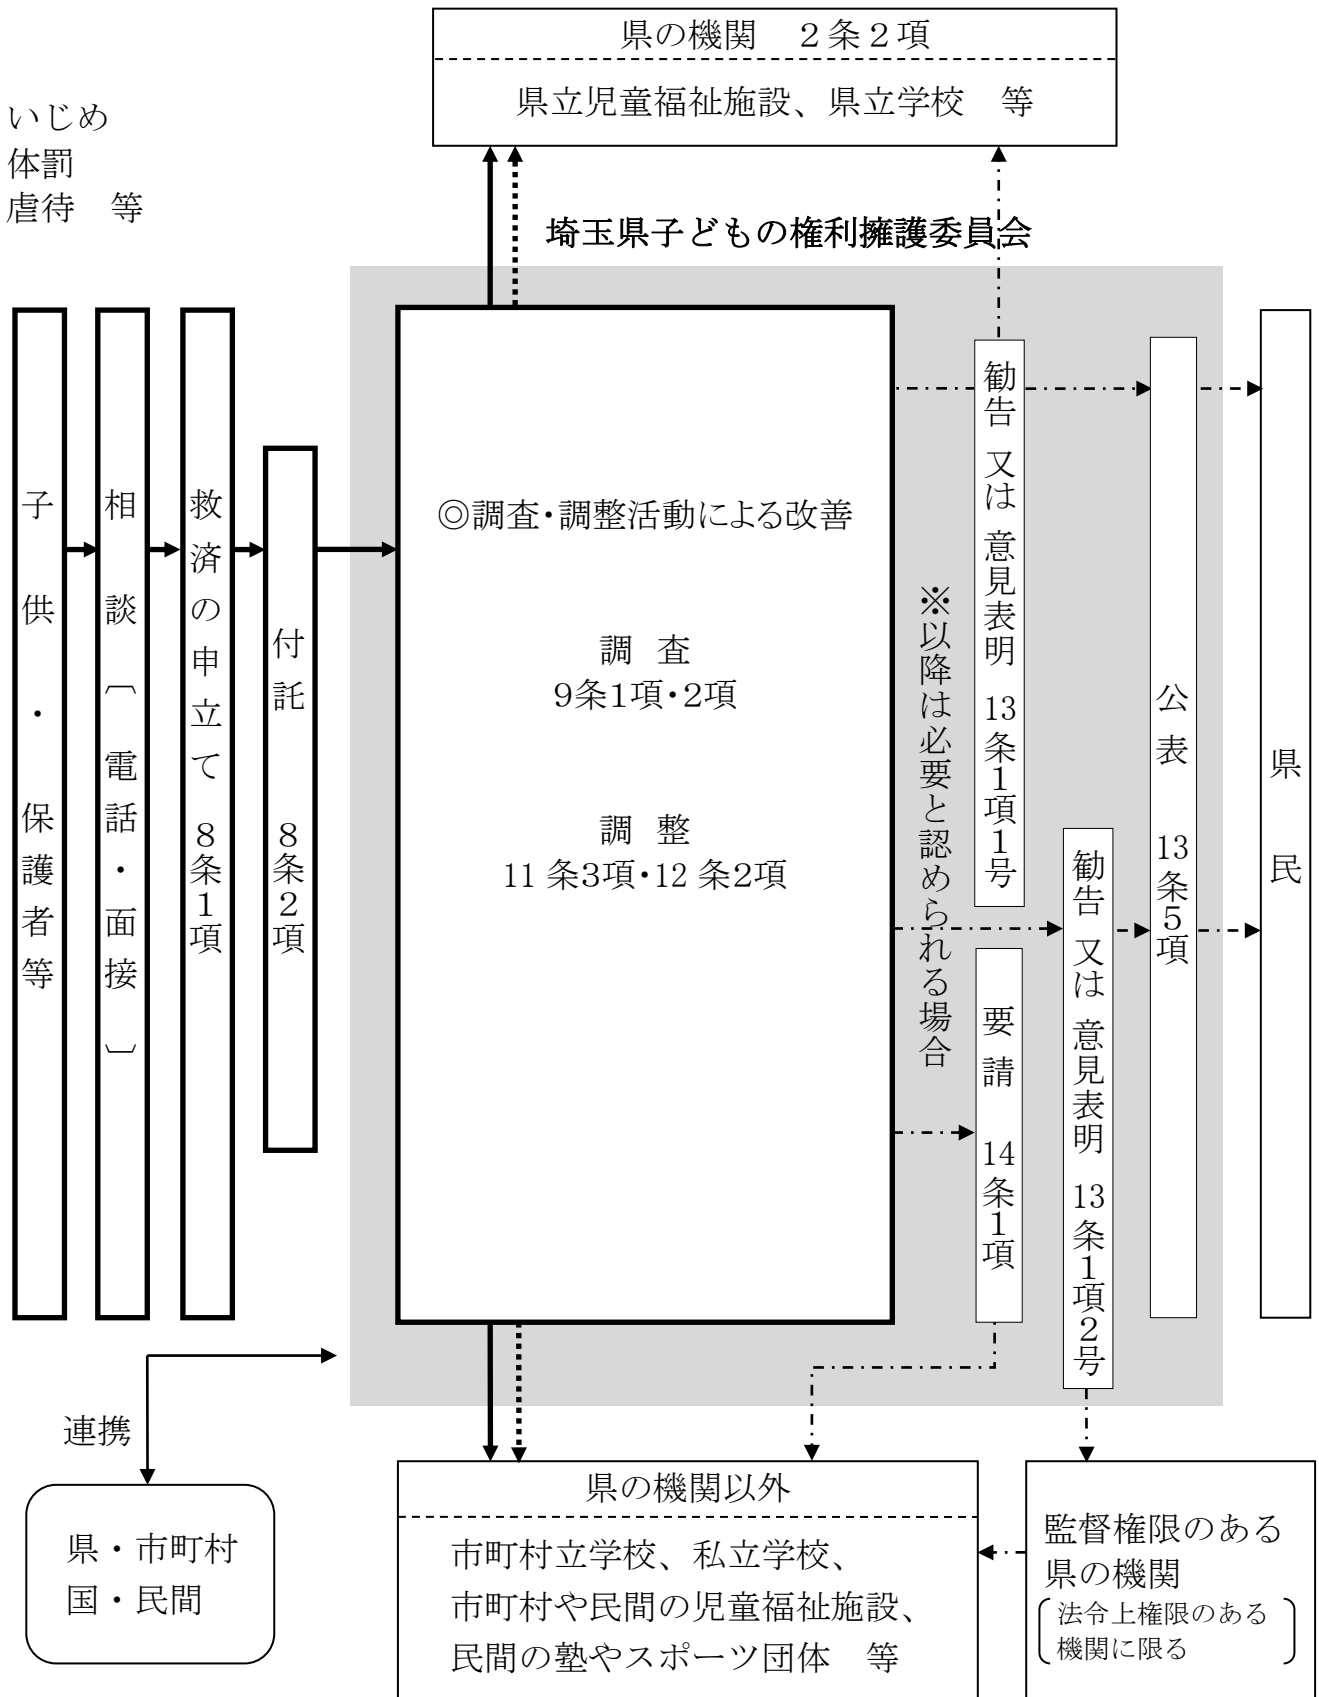 県の機関　２条２項
県立児童福祉施設、県立学校　等
いじめ
体罰
虐待　等
埼玉県子どもの権利擁護委員会
子供・保護者等
相談〔電話・面接〕
救済の申立て　８条１項
付託　８条２項
◎調査・調整活動による改善
調　査
9条1項・2項
調　整
11条3項・12条2項
※以降は必要と認められる場合
勧告又は意見表明　13条１項１号
要請　14条１項
勧告又は意見表明　13条１項２号
公表　13条５項
県民
連携
県・市町村
国・民間
県の機関以外
市町村立学校、私立学校、
市町村や民間の児童福祉施設、
民間の塾やスポーツ団体　等
監督権限のある
県の機関
法令上権限のある
機関に限る